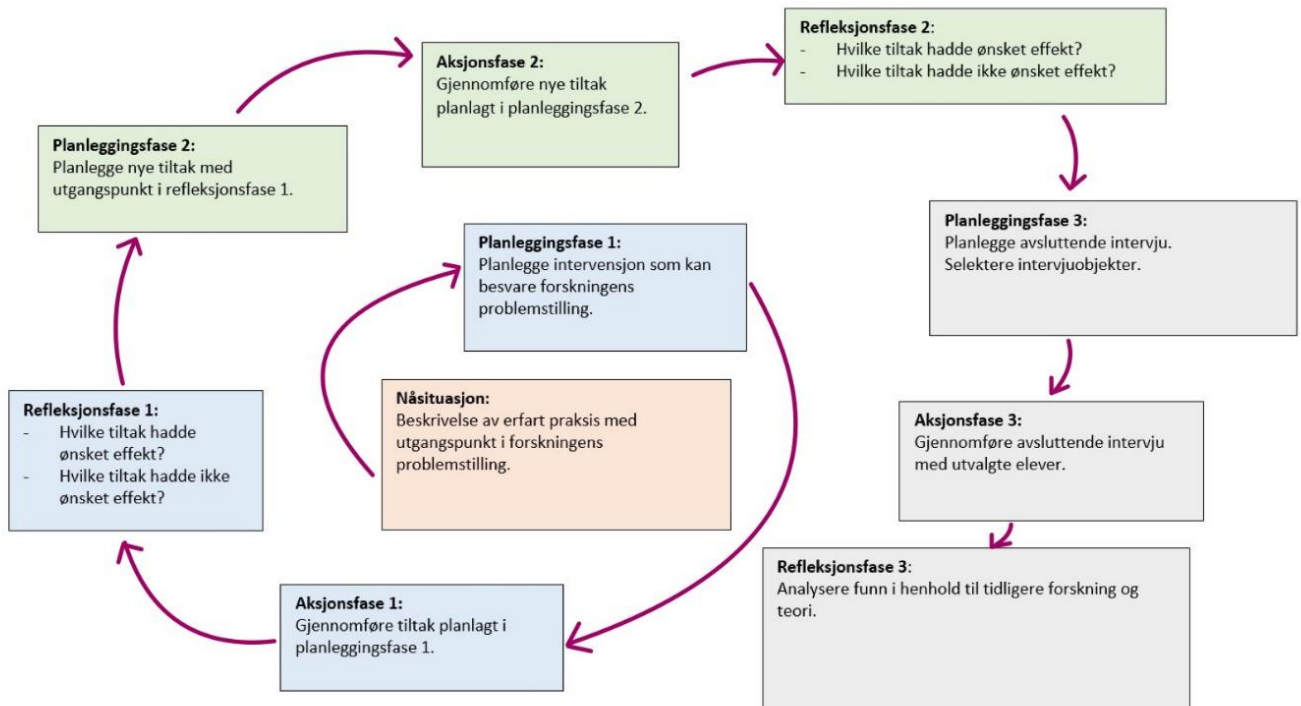 Nåsituasjon:
Beskrivelse av erfart praksis med
utgangspunkt i forskningens
problemstilling.
Planleggingsfase 1:
Planlegge intervensjon som kan
besvare forskningens
problemstilling.
Aksjonsfase 1:
Gjennomføre tiltak planlagt i
planleggingsfase 1.
Refleksjonsfase 1:
- Hvilke tiltak hadde
ønsket effekt?
- Hvilke tiltak hadde ikke
ønsket effekt?
Planleggingsfase 2:
Planlegge nye tiltak med
utgangspunkt i refleksjonsfase 1.
Aksjonsfase 2:
Gjennomføre nye tiltak
planlagt i planleggingsfase 2.
Refleksjonsfase 2:
- Hvilke tiltak hadde ønsket effekt?
- Hvilke tiltak hadde ikke ønsket effekt?
Planleggingsfase 3:
Planlegge avsluttende intervju.
Selektere intervjuobjekter.
Aksjonsfase 3:
Gjennomføre avsluttende intervju
med utvalgte elever.
Refleksjonsfase 3:
Analysere funn i henhold til tidligere forskning og
teori.